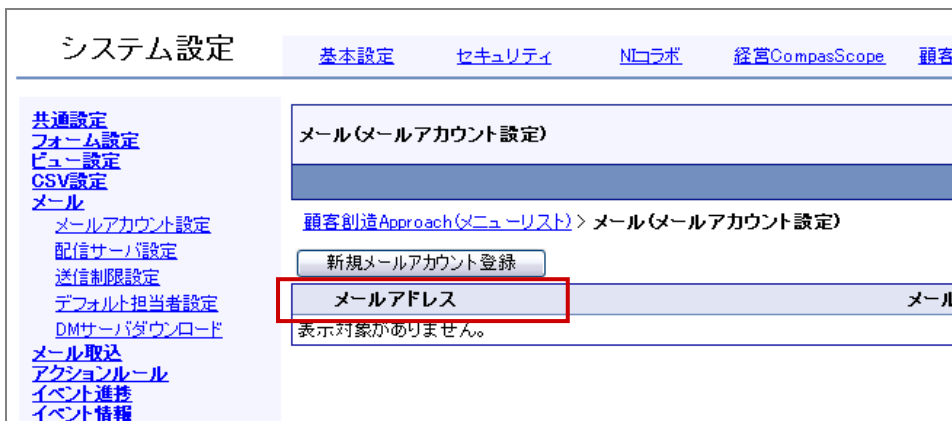 システム設定
基本設定 セキュリティ NIコラボ 経営CompasScope 顧客
共通設定
フォーム設定
ビュー設定
CSV設定
メール
メールアカウント設定
配信サーバ設定
送信制限設定
デフォルト担当者設定
DMサーバダウンロード
メール取込
アクションルール
イベント進捗
イベント情報
メール(メールアカウント設定)
顧客創造Approach(メニューリスト) > メール(メールアカウント設定)
新規メールアカウント登録
メールアドレス メール
表示対象がありません。